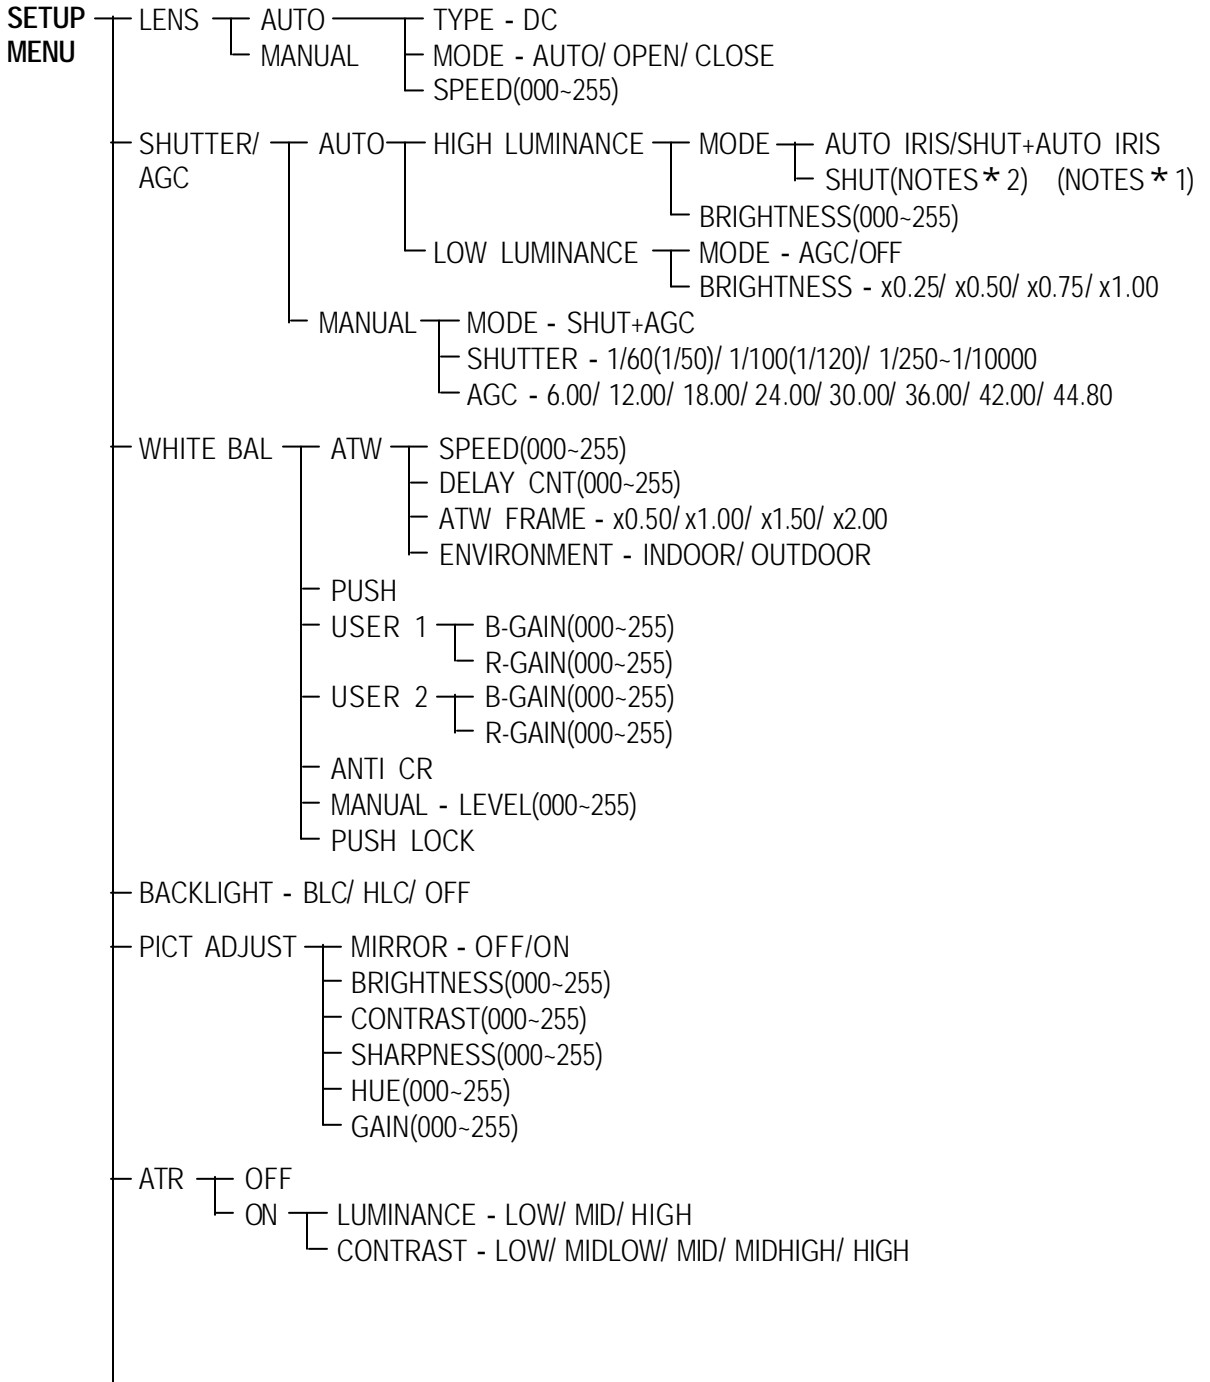 SETUP LENS AUTO TYPE - DC
MENU MANUAL MODE - AUTO/ OPEN/ CLOSE
SPEED(000~255)
SHUTTER/ AUTO HIGH LUMINANCE MODE AUTO IRIS/SHUT+AUTO IRIS
AGC SHUT(NOTES * 2) (NOTES * 1)
BRIGHTNESS(000~255)
LOW LUMINANCE MODE - AGC/OFF
BRIGHTNESS - x0.25/ x0.50/ x0.75/ x1.00
MANUAL MODE - SHUT+AGC
SHUTTER - 1/60(1/50)/ 1/100(1/120)/ 1/250~1/10000
AGC - 6.00/ 12.00/ 18.00/ 24.00/ 30.00/ 36.00/ 42.00/ 44.80
WHITE BAL ATW SPEED(000~255)
DELAY CNT(000~255)
ATW FRAME - x0.50/ x1.00/ x1.50/ x2.00
ENVIRONMENT - INDOOR/ OUTDOOR
PUSH
USER 1 B-GAIN(000~255)
R-GAIN(000~255)
USER 2 B-GAIN(000~255)
R-GAIN(000~255)
ANTI CR
MANUAL - LEVEL(000~255)
PUSH LOCK
BACKLIGHT - BLC/ HLC/ OFF
PICT ADJUST MIRROR - OFF/ON
BRIGHTNESS(000~255)
CONTRAST(000~255)
SHARPNESS(000~255)
HUE(000~255)
GAIN(000~255)
ATR OFF
ON LUMINANCE - LOW/ MID/ HIGH
CONTRAST - LOW/ MIDLOW/ MID/ MIDHIGH/ HIGH